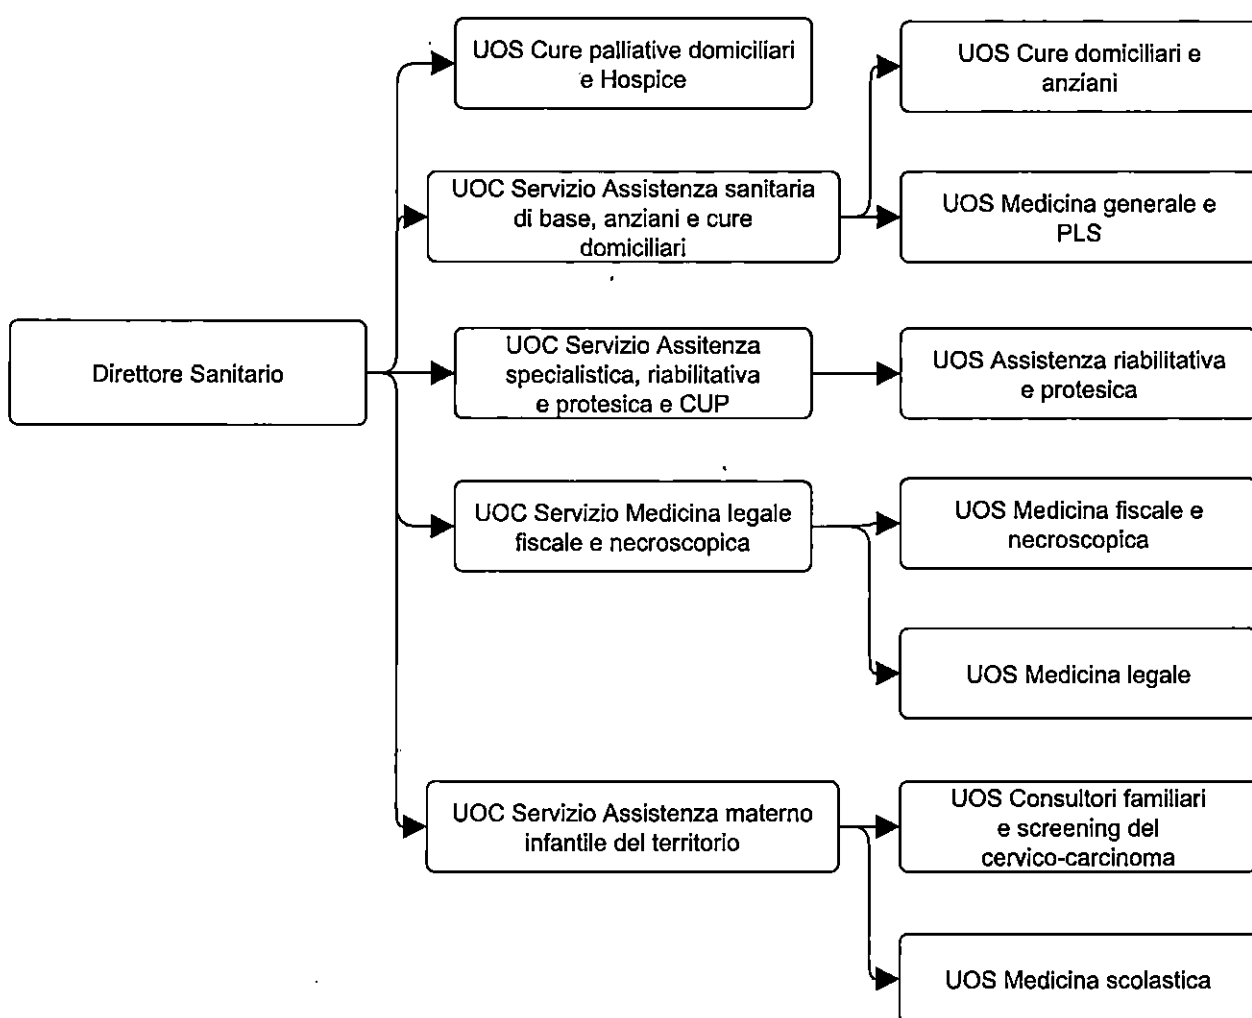 UOS Cure palliative domiciliari
e Hospice
UOS Cure domiciliari e
anziani
UOC Servizio Assistenza sanitaria
di base, anziani e cure
domiciliari
UOS Medicina generale e
PLS
Direttore Sanitario
UOC Servizio Assitenza
specialistica, riabilitativa
e protesica e CUP
UOS Assistenza riabilitativa
e protesica
UOC Servizio Medicina legale
fiscale e necroscopica
UOS Medicina fiscale e
necroscopica
UOS Medicina legale
UOC Servizio Assistenza materno
infantile del territorio
UOS Consultori familiari
e screening del
cervico-carcinoma
UOS Medicina scolastica